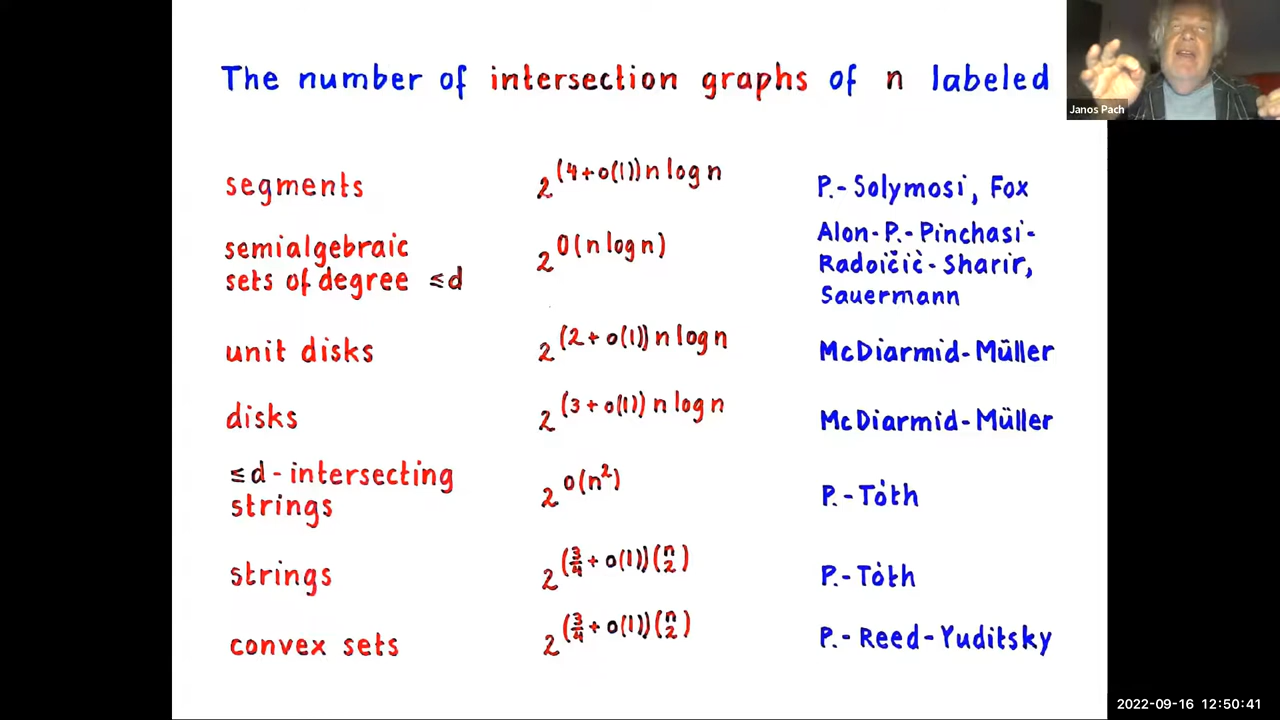 The number of intersection graphs of n labeled
Janos Pach
segments 2^(4+o(1))n log n P.-Solymosi, Fox
semialgebraic sets of degree ≤d 2^O(n log n) Alon-P.-Pinchasi-
Radoičić-Sharir,
Sauermann
unit disks 2^(2+o(1))n log n McDiarmid-Müller
disks 2^(3+o(1))n log n McDiarmid-Müller
≤d-intersecting
strings 2^o(n²) P.-Tóth
strings 2^(3/4+o(1))(n 2) P.-Tóth
convex sets 2^(3/4+o(1))(n 2) P.-Reed-Yuditsky
2022-09-16 12:50:41